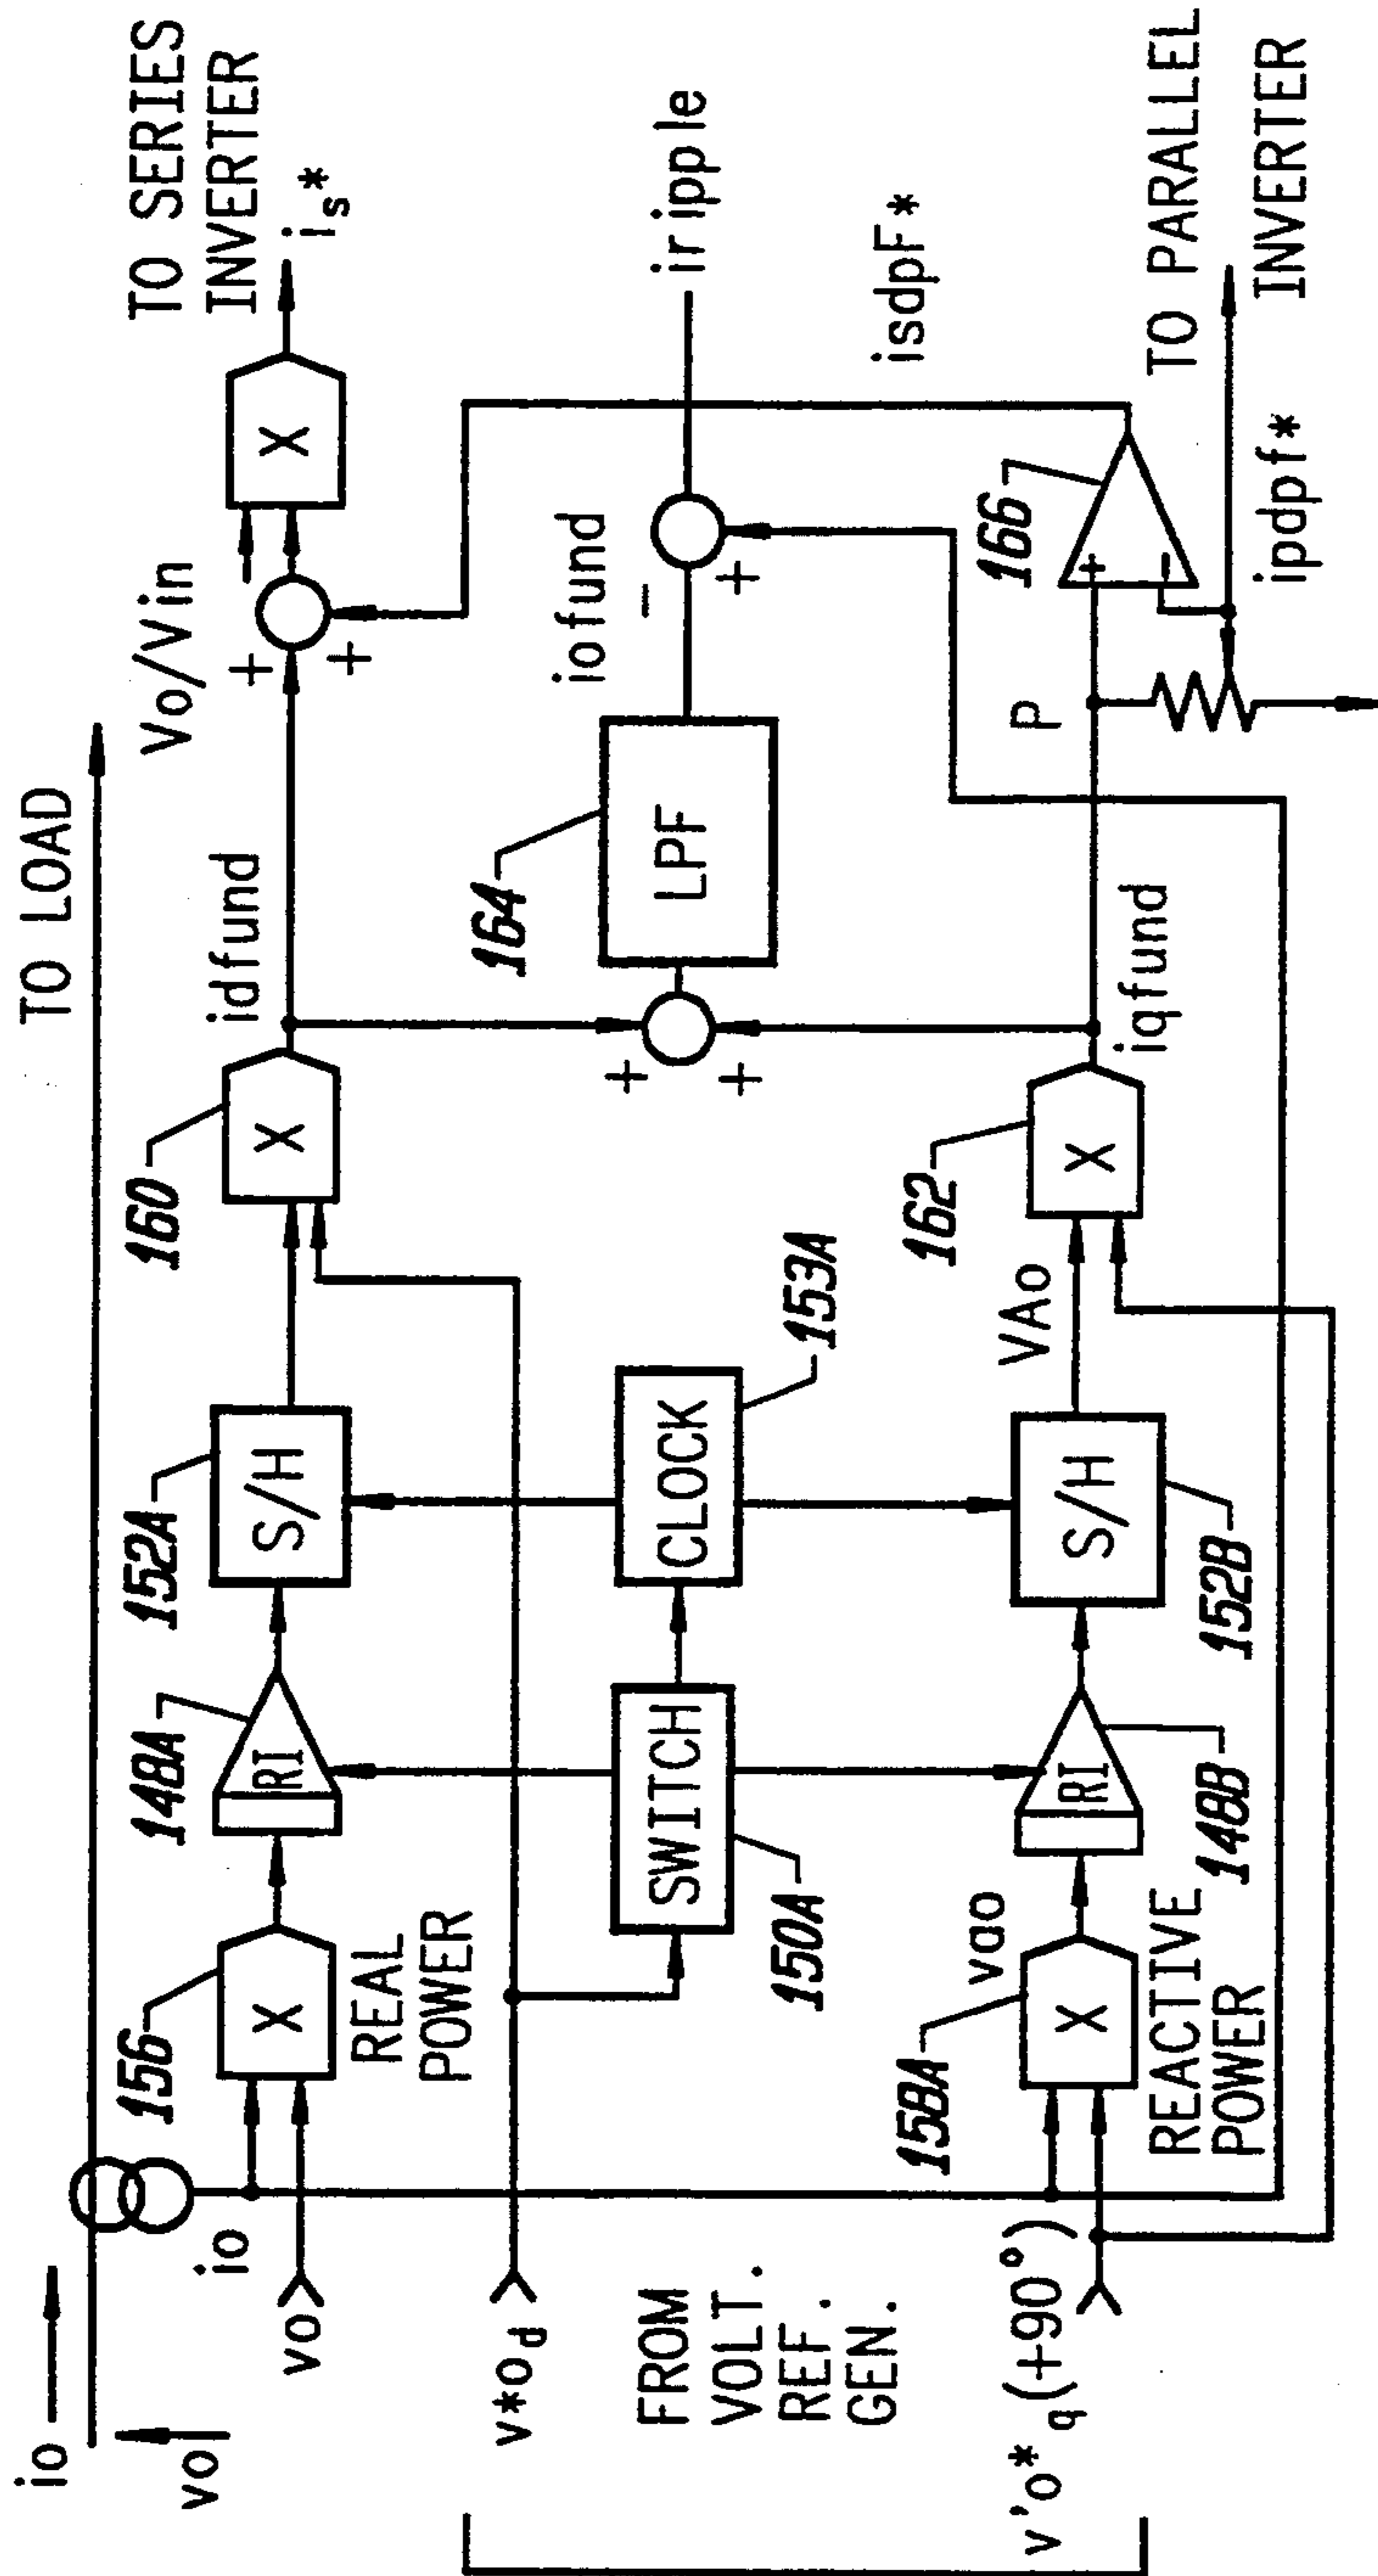 io
vo
TO LOAD
io
vo
156
X
REAL
POWER
148A
RI
152A
S/H
160
X
idfund
Vo/Vin
+
+
X
TO SERIES
INVERTER
is*
v*od
FROM
VOLT.
REF.
GEN.
150A
SWITCH
CLOCK
153A
+
+
164
LPF
iofund
-
+
iripple
isdpF*
v'o*q(+90°)
158A
X
REACTIVE
POWER
vao
148B
RI
152B
S/H
VAo
162
X
iqfund
P
166
+
-
ipdpf*
TO PARALLEL
INVERTER